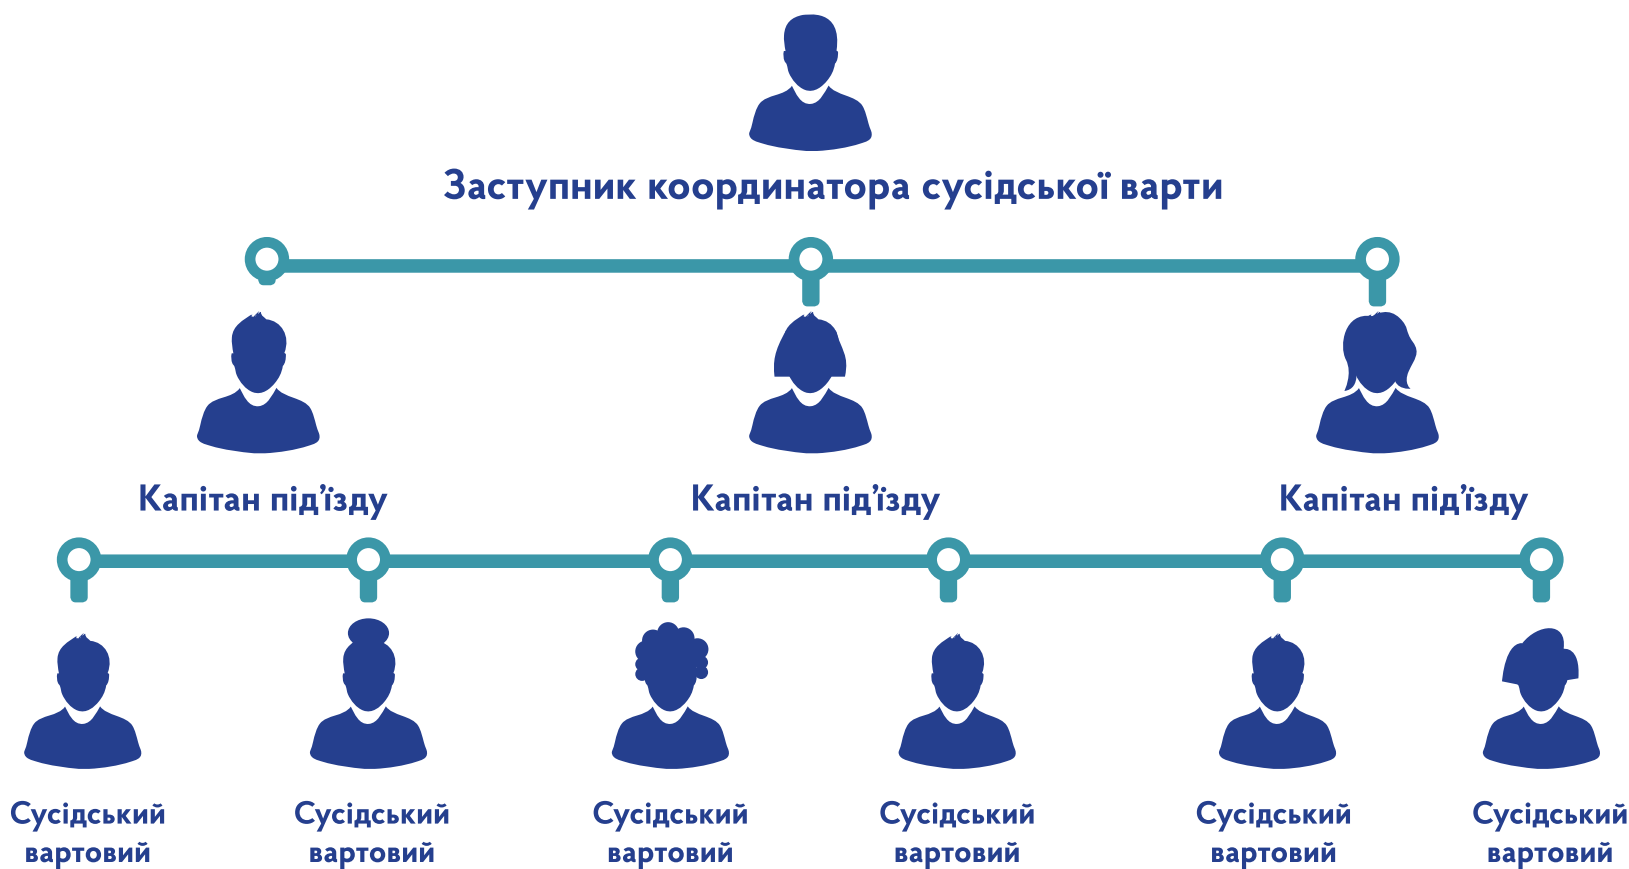 Заступник координатора сусідської варти
Капітан під’їзду
Капітан під’їзду
Капітан під’їзду
Сусідський
вартовий
Сусідський
вартовий
Сусідський
вартовий
Сусідський
вартовий
Сусідський
вартовий
Сусідський
вартовий